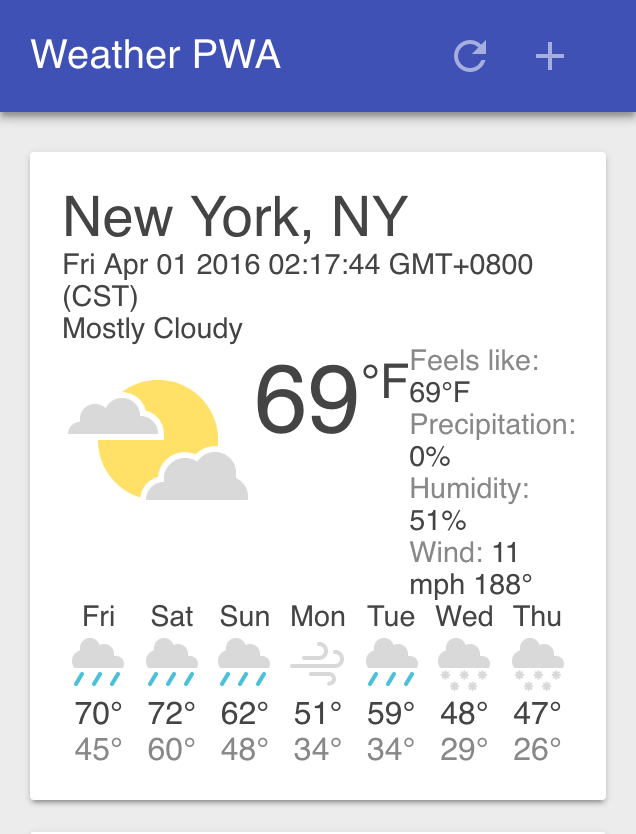 Weather PWA
New York, NY
Fri Apr 01 2016 02:17:44 GMT+0800
(CST)
Mostly Cloudy
69°F
Feels like:
69°F
Precipitation:
0%
Humidity:
51%
Wind: 11
mph 188°
Fri Sat Sun Mon Tue Wed Thu
70° 72° 62° 51° 59° 48° 47°
45° 60° 48° 34° 34° 29° 26°